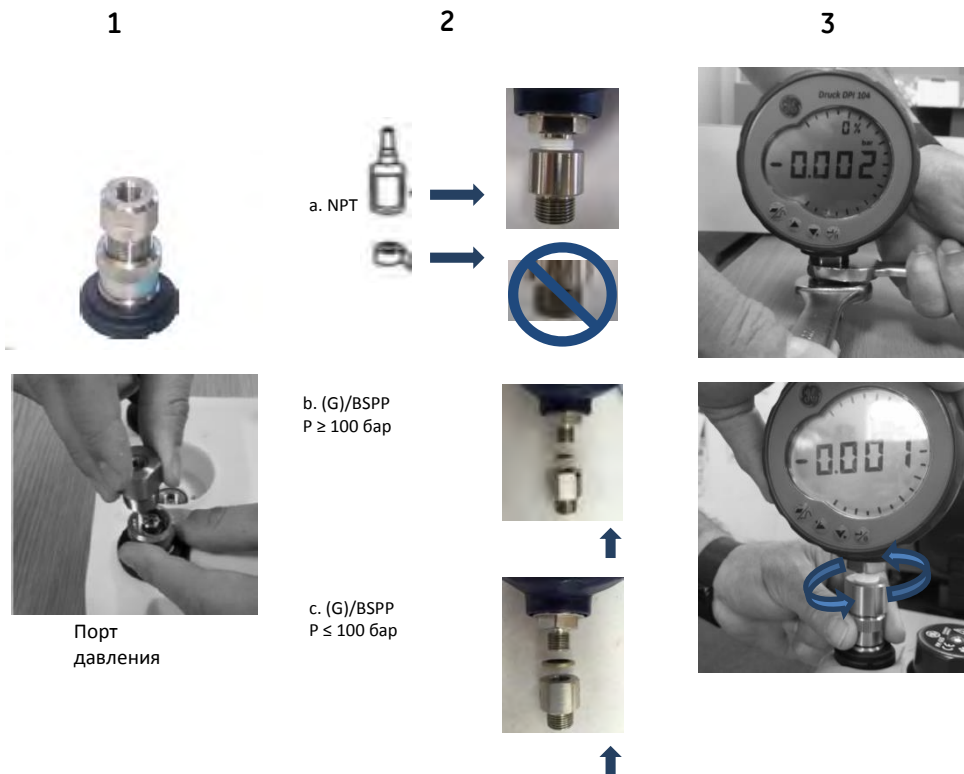 1
2
3
a. NPT
b. (G)/BSPP
P ≥ 100 бар
c. (G)/BSPP
P ≤ 100 бар
Порт
давления
Druck DPI 104
0 %
bar
-0.002
-0.001